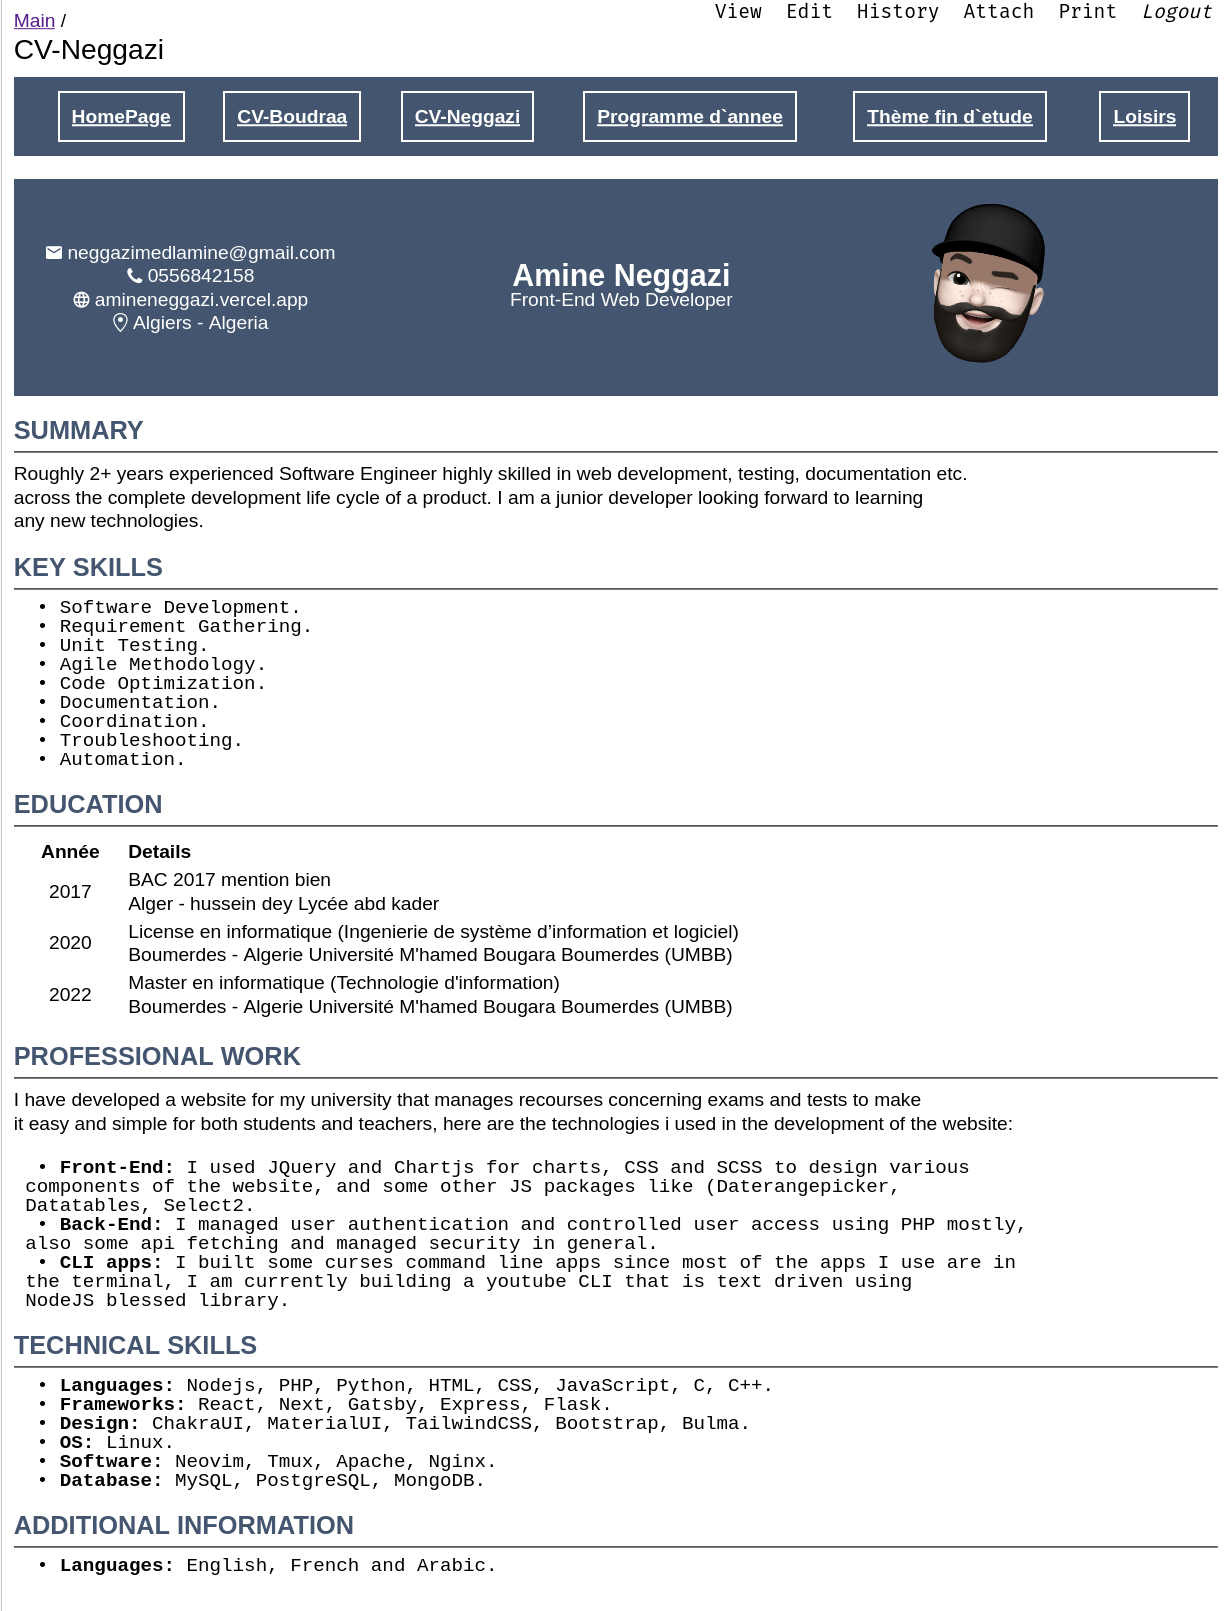 View Edit History Attach Print Logout
Main /
CV-Neggazi
HomePage CV-Boudraa CV-Neggazi Programme d`annee Thème fin d`etude Loisirs
neggazimedlamine@gmail.com
0556842158
amineneggazi.vercel.app
Algiers - Algeria
Amine Neggazi
Front-End Web Developer
SUMMARY
Roughly 2+ years experienced Software Engineer highly skilled in web development, testing, documentation etc.
across the complete development life cycle of a product. I am a junior developer looking forward to learning
any new technologies.
KEY SKILLS
• Software Development.
• Requirement Gathering.
• Unit Testing.
• Agile Methodology.
• Code Optimization.
• Documentation.
• Coordination.
• Troubleshooting.
• Automation.
EDUCATION
Année Details
2017 BAC 2017 mention bien
Alger - hussein dey Lycée abd kader
2020 License en informatique (Ingenierie de système d’information et logiciel)
Boumerdes - Algerie Université M'hamed Bougara Boumerdes (UMBB)
2022 Master en informatique (Technologie d'information)
Boumerdes - Algerie Université M'hamed Bougara Boumerdes (UMBB)
PROFESSIONAL WORK
I have developed a website for my university that manages recourses concerning exams and tests to make
it easy and simple for both students and teachers, here are the technologies i used in the development of the website:
• Front-End: I used JQuery and Chartjs for charts, CSS and SCSS to design various
components of the website, and some other JS packages like (Daterangepicker,
Datatables, Select2.
• Back-End: I managed user authentication and controlled user access using PHP mostly,
also some api fetching and managed security in general.
• CLI apps: I built some curses command line apps since most of the apps I use are in
the terminal, I am currently building a youtube CLI that is text driven using
NodeJS blessed library.
TECHNICAL SKILLS
• Languages: Nodejs, PHP, Python, HTML, CSS, JavaScript, C, C++.
• Frameworks: React, Next, Gatsby, Express, Flask.
• Design: ChakraUI, MaterialUI, TailwindCSS, Bootstrap, Bulma.
• OS: Linux.
• Software: Neovim, Tmux, Apache, Nginx.
• Database: MySQL, PostgreSQL, MongoDB.
ADDITIONAL INFORMATION
• Languages: English, French and Arabic.